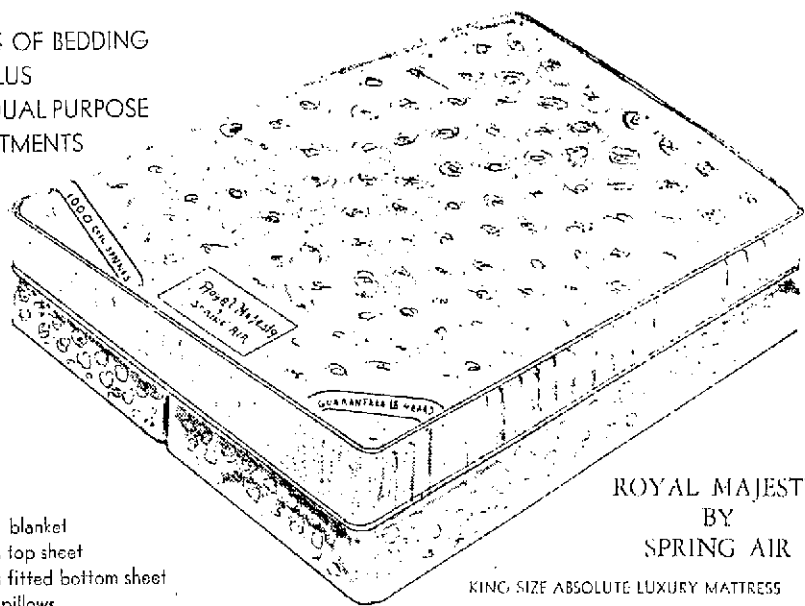 OF BEDDING
LUS
DUAL PURPOSE
TMENTS
1000 COIL SPRINGS
Royal Majesty
SPRING AIR
GUARANTEED 15 YEARS
blanket
top sheet
fitted bottom sheet
pillows
ROYAL MAJEST
BY
SPRING AIR
KING SIZE ABSOLUTE LUXURY MATTRESS